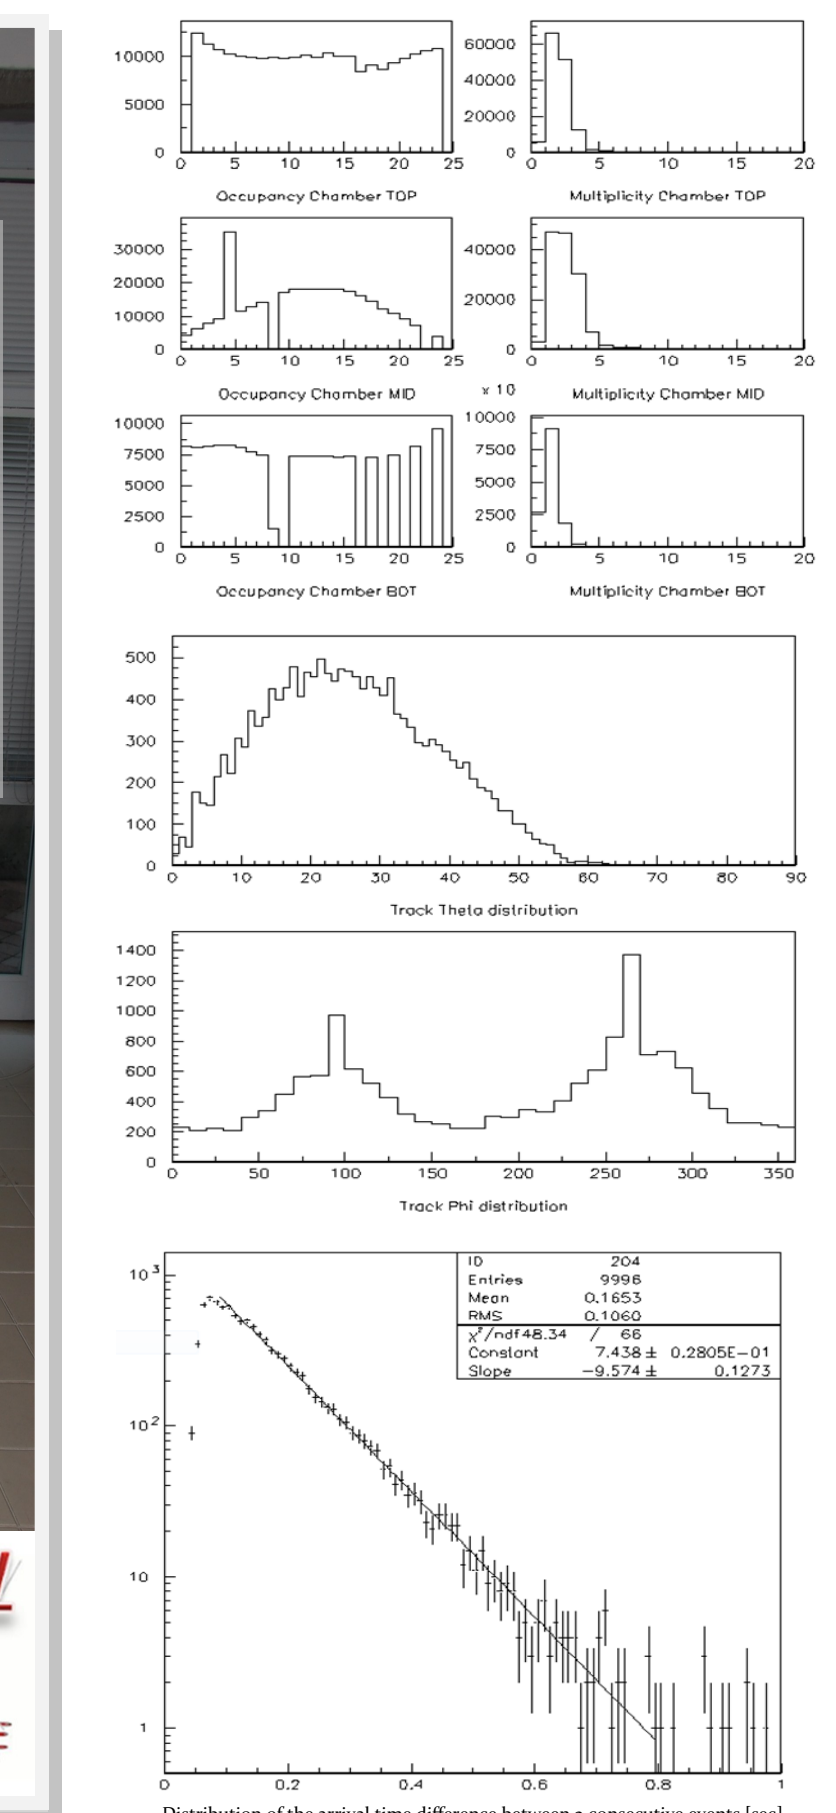 10000
5000
0
0 5 10 15 20 25
Occupancy Chamber TOP
60000
40000
20000
0
0 5 10 15 20
Multiplicity Chamber TOP
30000
20000
10000
0
0 5 10 15 20 25
Occupancy Chamber MID
40000
20000
0
0 5 10 15 20
Multiplicity Chamber MID
10000
7500
5000
2500
0
0 5 10 15 20 25
Occupancy Chamber BOT
x 10
10000
7500
5000
2500
0
0 5 10 15 20
Multiplicity Chamber BOT
500
400
300
200
100
0
0 10 20 30 40 50 60 70 80 90
Track Theta distribution
1400
1200
1000
800
600
400
200
0
0 50 100 150 200 250 300 350
Track Phi distribution
ID 204
Entries 9996
Mean 0.1653
RMS 0.1060
χ²/ndf 48.34 / 66
Constant 7.438 ± 0.2805E−01
Slope −9.574 ± 0.1273
10³
10²
10
1
0 0.2 0.4 0.6 0.8 1
Distribution of the arrival time difference between 2 consecutive events [sec]
E